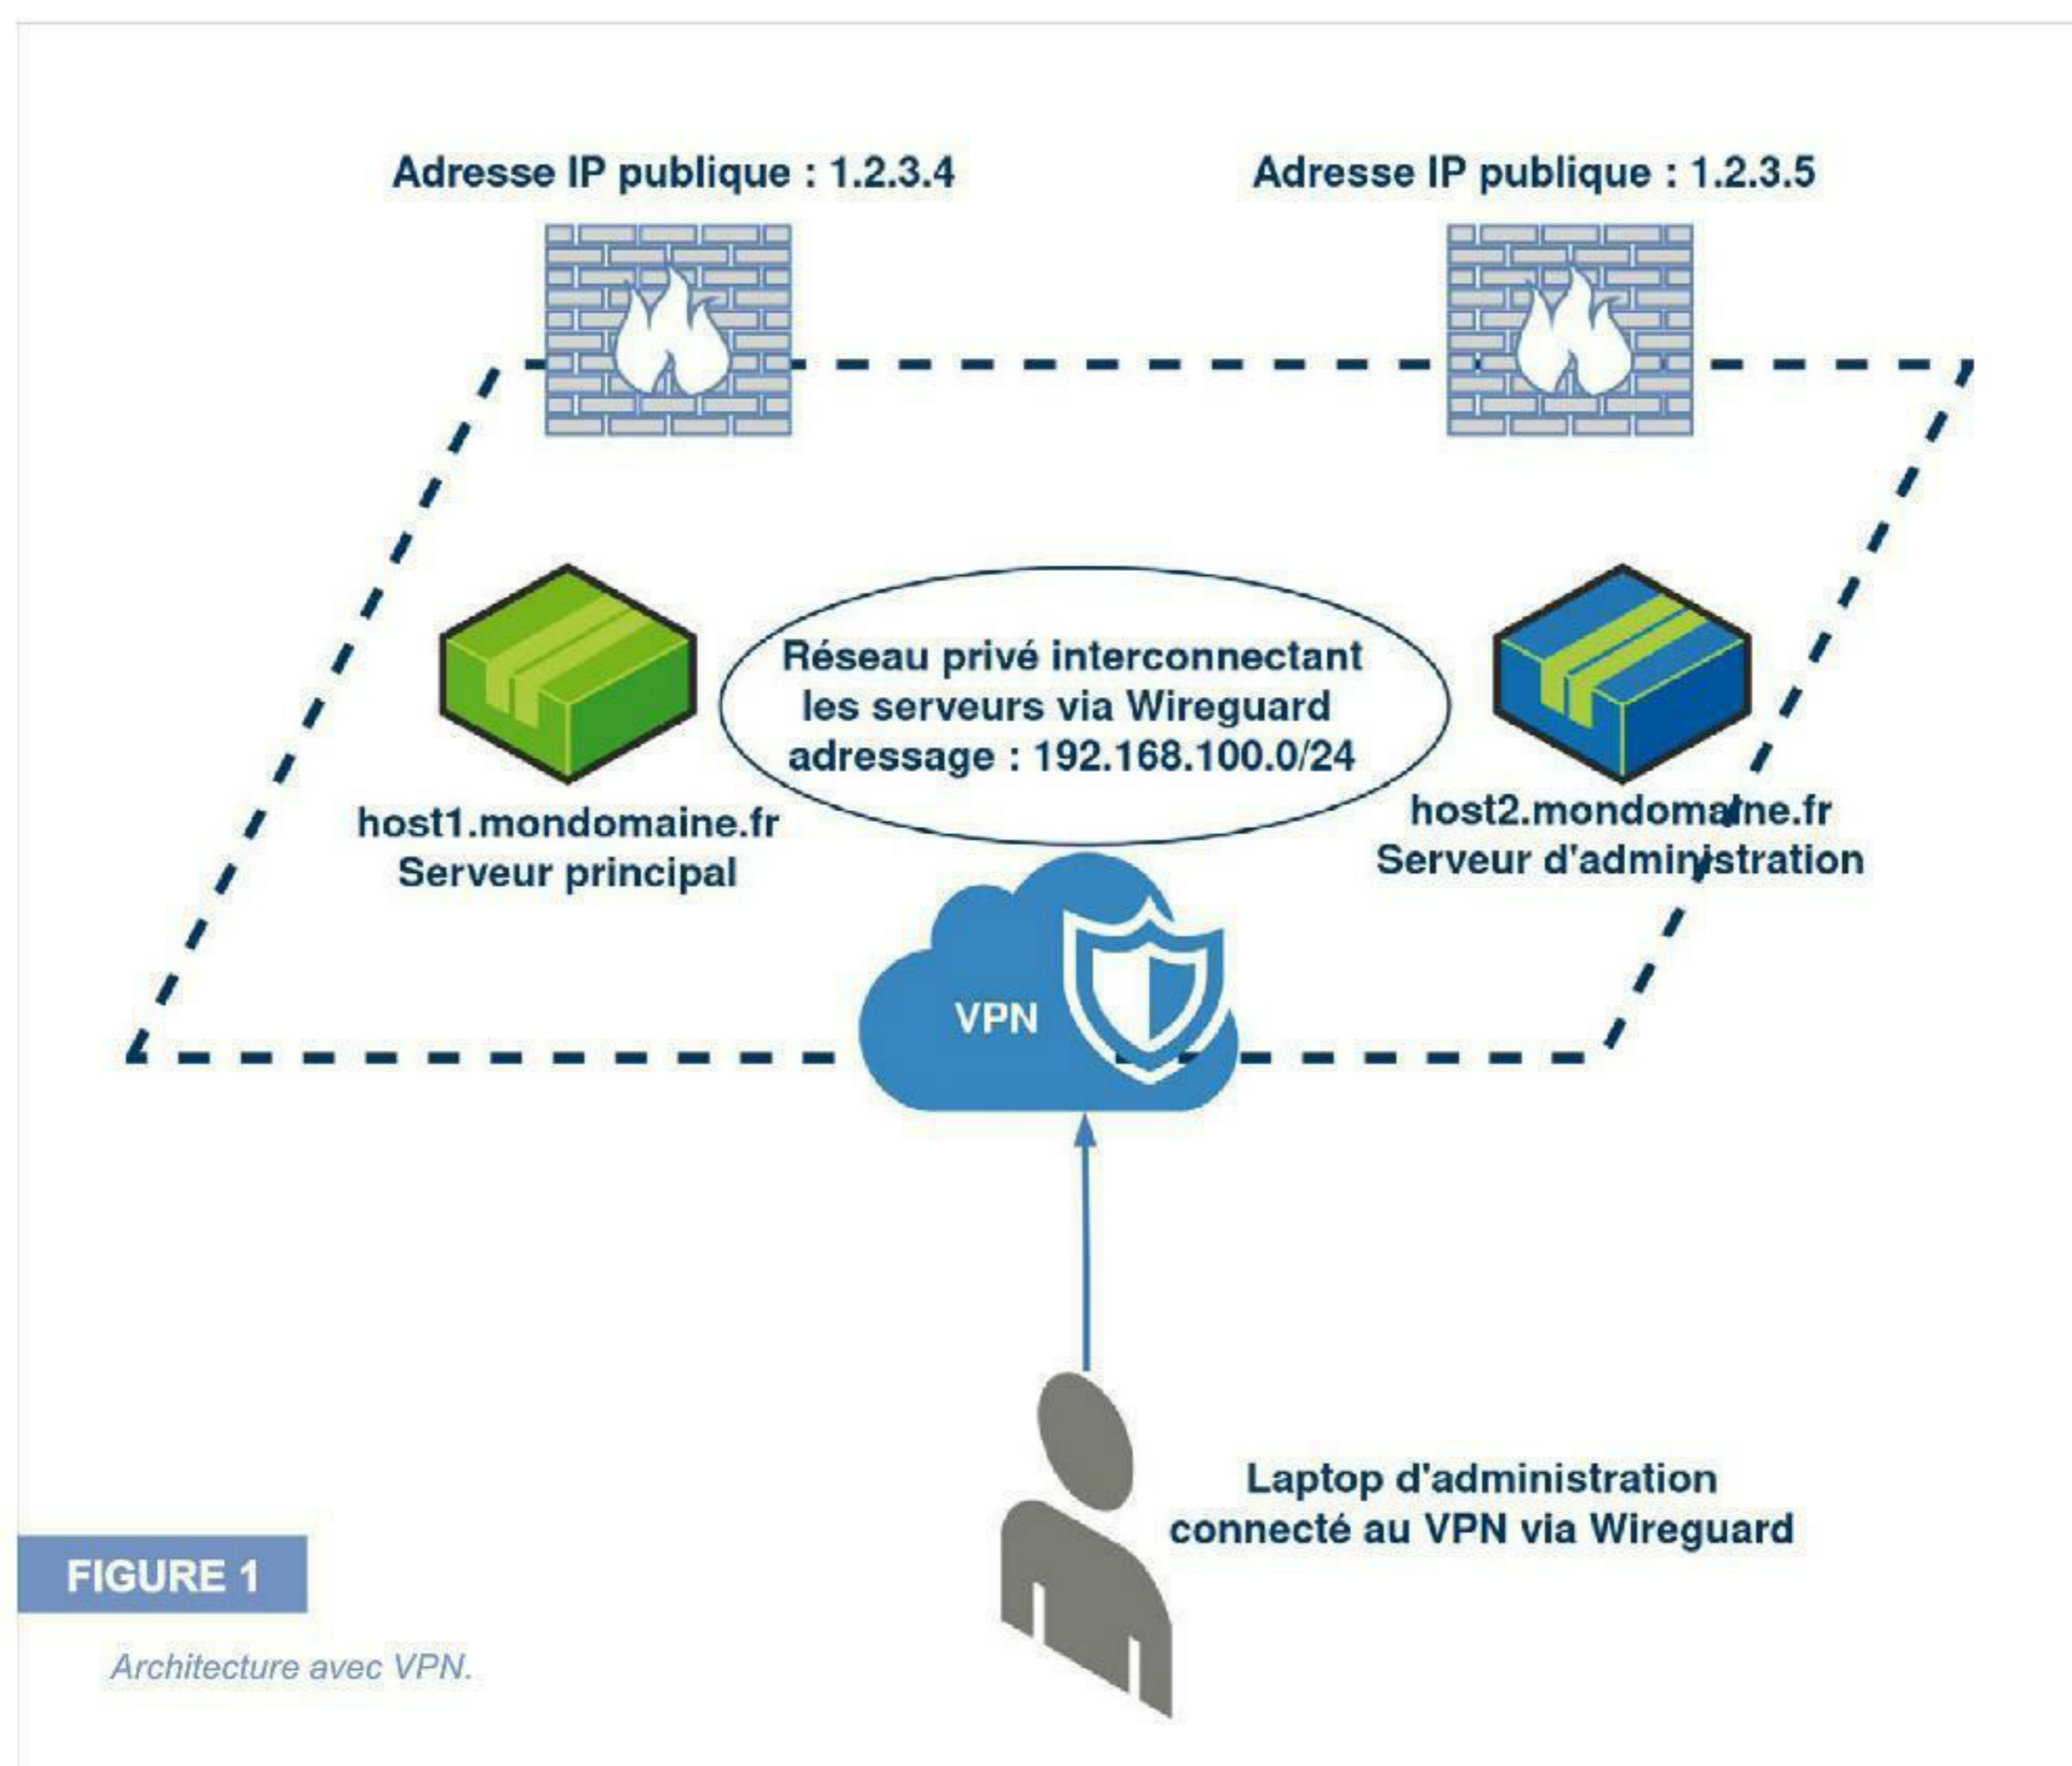 Adresse IP publique : 1.2.3.4
Adresse IP publique : 1.2.3.5
Réseau privé interconnectant
les serveurs via Wireguard
adressage : 192.168.100.0/24
host1.mondomaine.fr
Serveur principal
host2.mondomaine.fr
Serveur d'administration
VPN
Laptop d'administration
connecté au VPN via Wireguard
FIGURE 1
Architecture avec VPN.